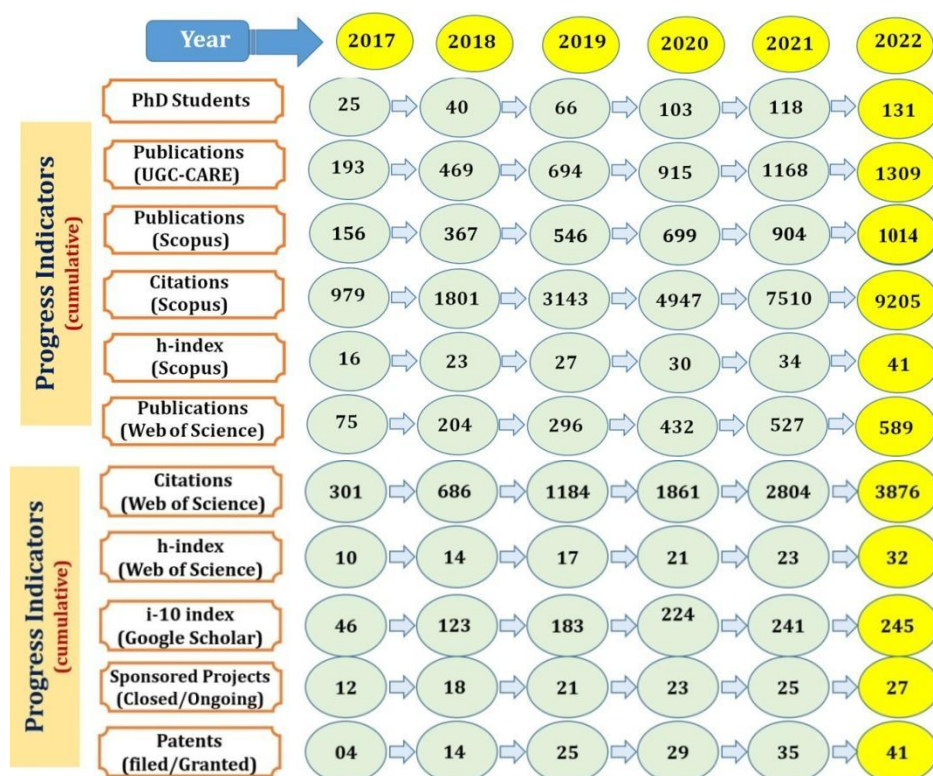 Year 2017 2018 2019 2020 2021 2022
Progress Indicators
(cumulative)
PhD Students 25 40 66 103 118 131
Publications
(UGC-CARE) 193 469 694 915 1168 1309
Publications
(Scopus) 156 367 546 699 904 1014
Citations
(Scopus) 979 1801 3143 4947 7510 9205
h-index
(Scopus) 16 23 27 30 34 41
Publications
(Web of Science) 75 204 296 432 527 589
Progress Indicators
(cumulative)
Citations
(Web of Science) 301 686 1184 1861 2804 3876
h-index
(Web of Science) 10 14 17 21 23 32
i-10 index
(Google Scholar) 46 123 183 224 241 245
Sponsored Projects
(Closed/Ongoing) 12 18 21 23 25 27
Patents
(filed/Granted) 04 14 25 29 35 41